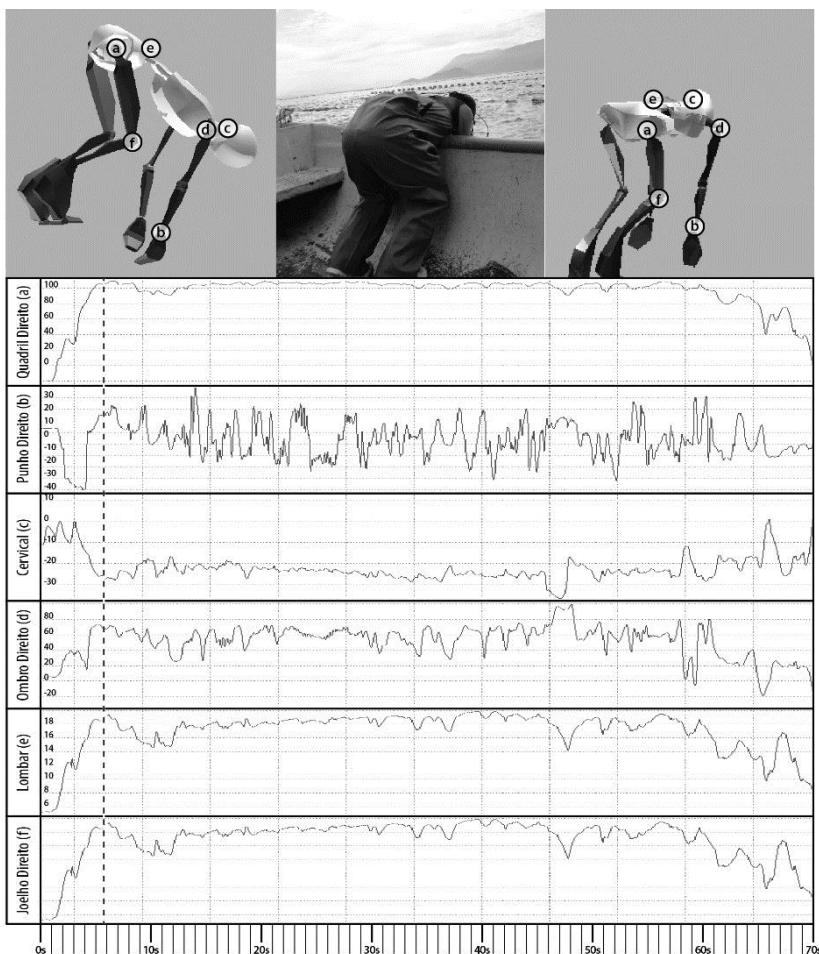 a e
d c
f
b
e c
a d
f
b
Quadril Direito (a)
100
80
60
40
20
0
Punho Direito (b)
30
20
10
0
-10
-20
-30
-40
Cervical (c)
10
0
-10
-20
-30
Ombro Direito (d)
80
60
40
20
0
-20
Lombar (e)
18
16
14
12
10
8
6
Joelho Direito (f)
0s 10s 20s 30s 40s 50s 60s 70s